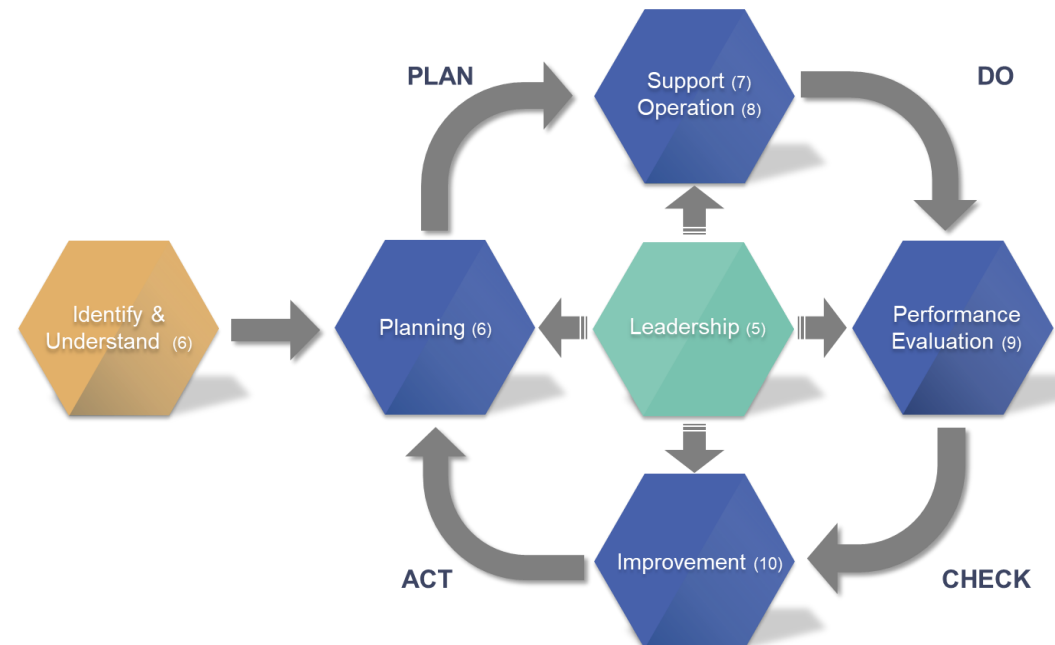 PLAN
DO
Support (7)
Operation (8)
Identify &
Understand (6)
Planning (6)
Leadership (5)
Performance
Evaluation (9)
Improvement (10)
ACT
CHECK